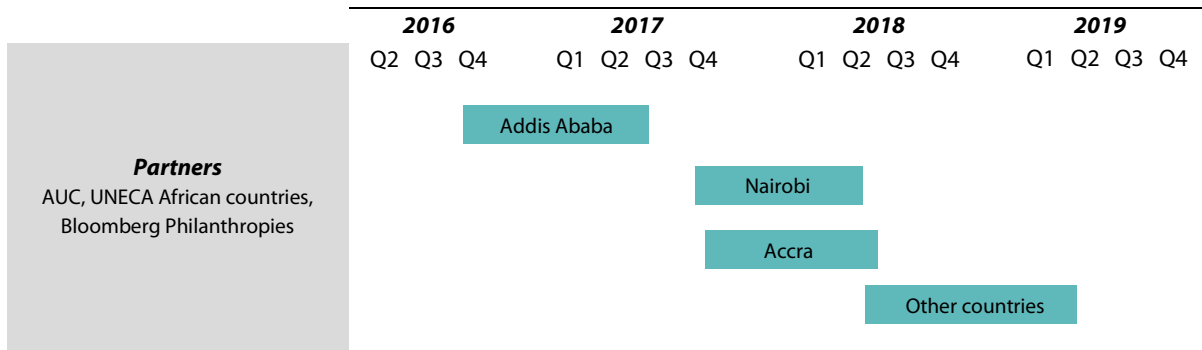 2016 2017 2018 2019
Q2 Q3 Q4 Q1 Q2 Q3 Q4 Q1 Q2 Q3 Q4 Q1 Q2 Q3 Q4
Addis Ababa
Partners
AUC, UNECA African countries,
Bloomberg Philanthropies
Nairobi
Accra
Other countries